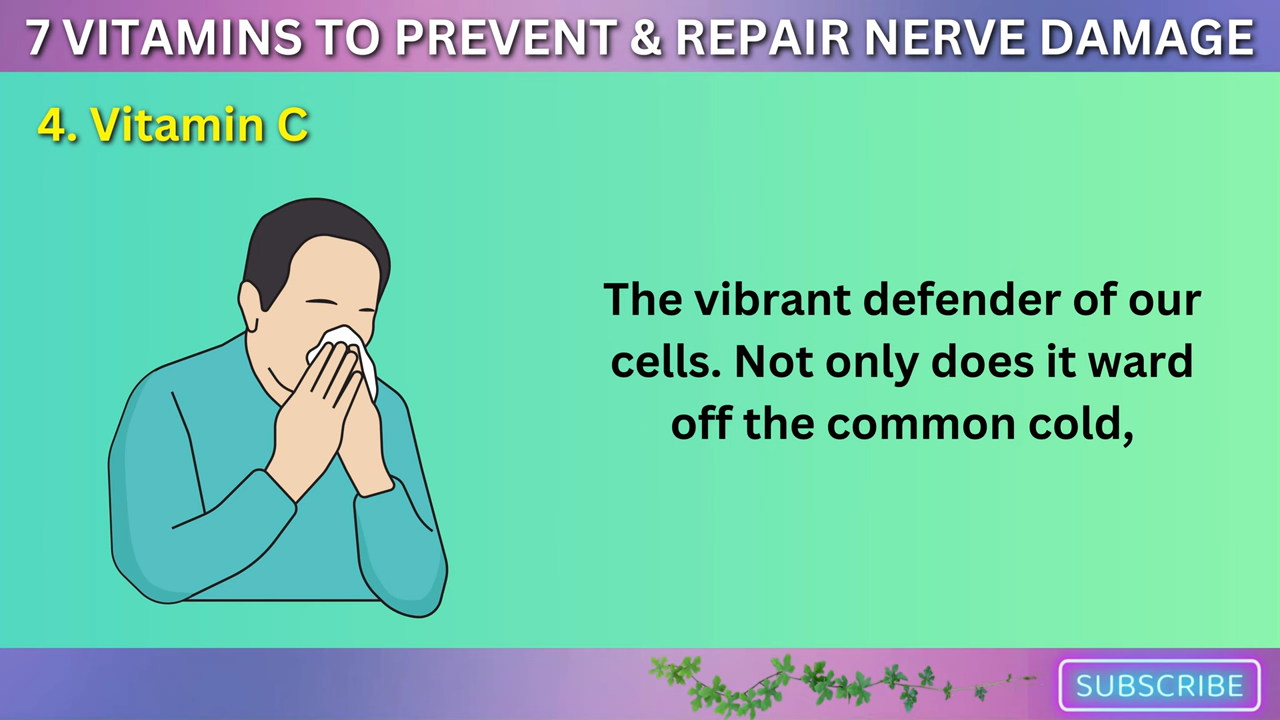 7 VITAMINS TO PREVENT & REPAIR NERVE DAMAGE
4. Vitamin C
The vibrant defender of our
cells. Not only does it ward
off the common cold,
SUBSCRIBE